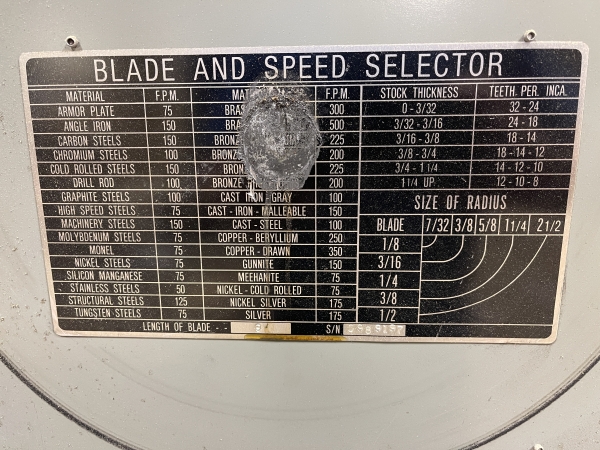 BLADE AND SPEED SELECTOR
MATERIAL F.P.M. F.P.M. STOCK THICKNESS TEETH. PER. INCA.
ARMOR PLATE 75 300 0 - 3/32 32 - 24
ANGLE IRON 150 500 3/32 - 3/16 24 - 18
CARBON STEELS 150 BRONZE 225 3/16 - 3/8 18 - 14
CHROMIUM STEELS 100 BRONZE 200 3/8 - 3/4 18 - 14 - 12
COLD ROLLED STEELS 150 BRONZE 225 3/4 - 1 1/4 14 - 12 - 10
DRILL ROD 100 BRONZE 200 1 1/4 UP 12 - 10 - 8
GRAPHITE STEELS 100 CAST IRON - GRAY 100 SIZE OF RADIUS
HIGH SPEED STEELS 75 CAST - IRON - MALLEABLE 150
MACHINERY STEELS 150 CAST - STEEL 100 BLADE 7/32 3/8 5/8 1 1/4 2 1/2
MOLYBDENUM STEELS 75 COPPER - BERYLLIUM 250 1/8
MONEL 75 COPPER - DRAWN 350 3/16
NICKEL STEELS 75 GUNNITE 150
SILICON MANGANESE 75 MEEHANITE 75 1/4
STAINLESS STEELS 50 NICKEL - COLD ROLLED 75
STRUCTURAL STEELS 125 NICKEL SILVER 175 3/8
TUNGSTEN STEELS 75 SILVER 175 1/2
LENGTH OF BLADE - - S/N